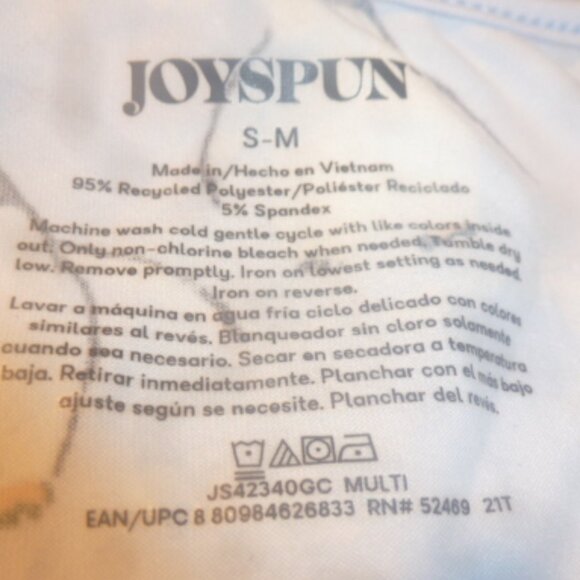 JOYSPUN
S-M
Made in/Hecho en Vietnam
95% Recycled Polyester/Poliéster Reciclado
5% Spandex
Machine wash cold gentle cycle with like colors inside
out. Only non-chlorine bleach when needed. Tumble dry
low. Remove promptly. Iron on lowest setting as needed.
Iron on reverse.
Lavar a máquina en agua fría ciclo delicado con colores
similares al revés. Blanqueador sin cloro solamente
cuando sea necesario. Secar en secadora a temperatura
baja. Retirar inmediatamente. Planchar con el más bajo
ajuste según se necesite. Planchar del revés.
JS42340GC MULTI
EAN/UPC 8 80984626833 RN# 52469 21T